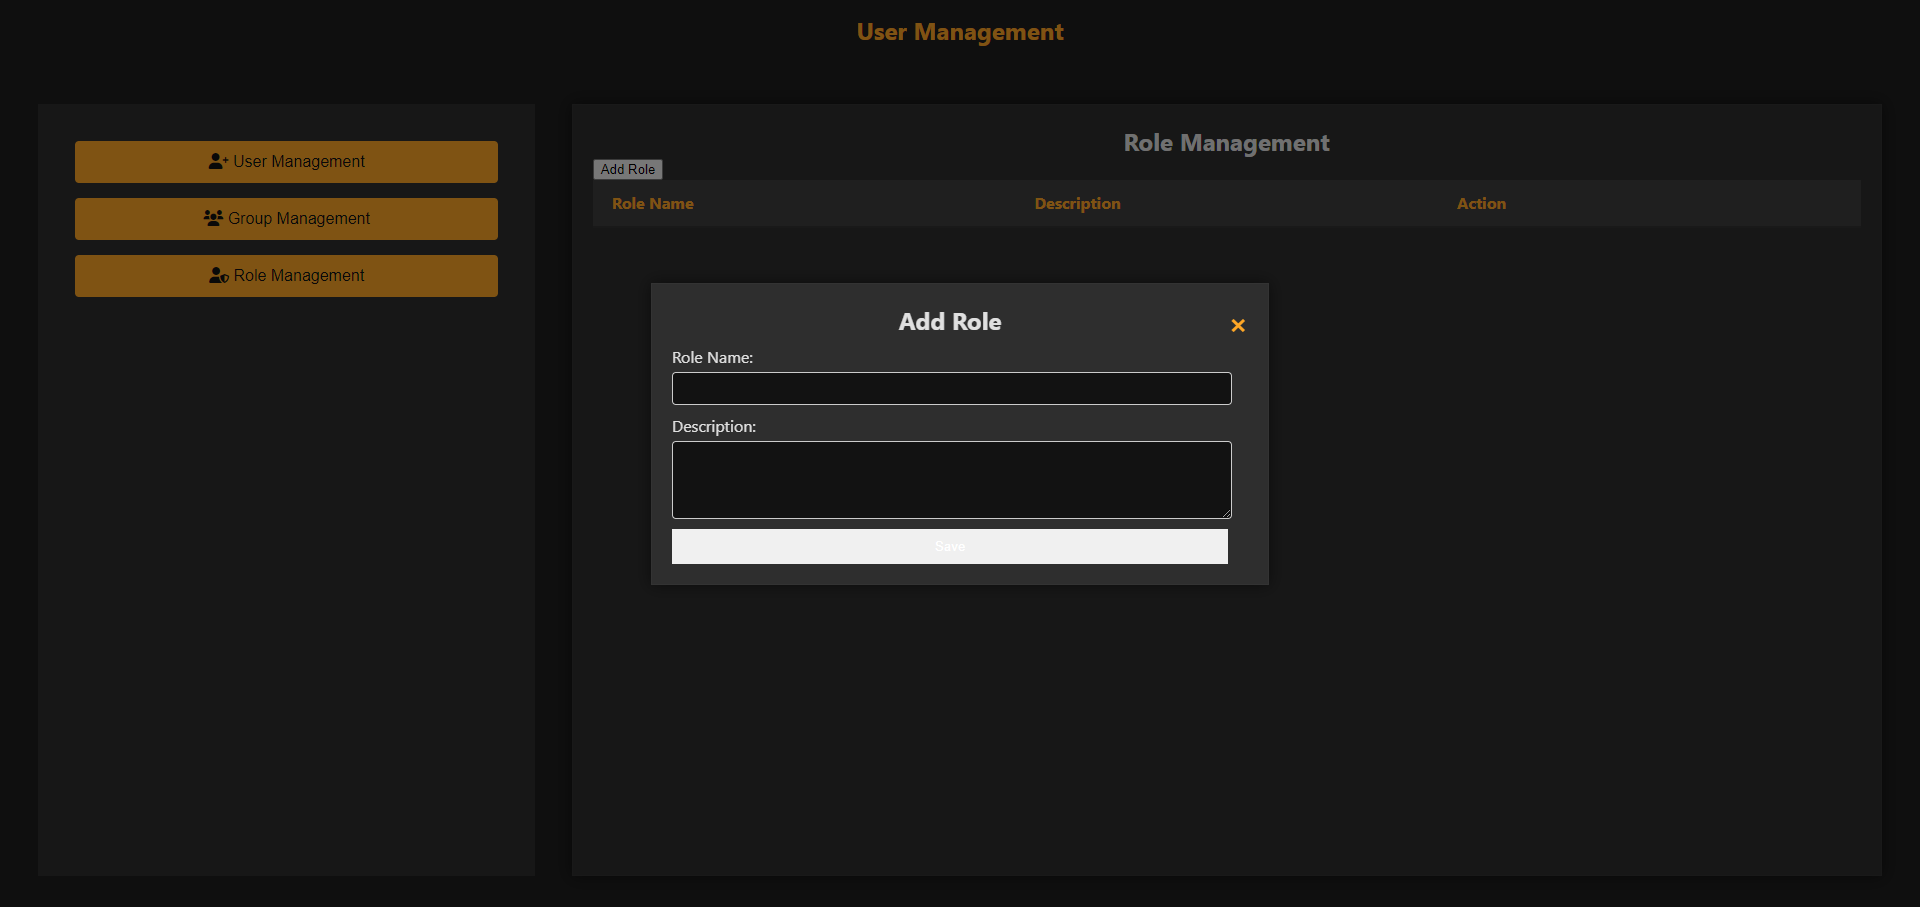 User Management
User Management
Group Management
Role Management
Role Management
Add Role
Role Name Description Action
Add Role
Role Name:
Description:
Save